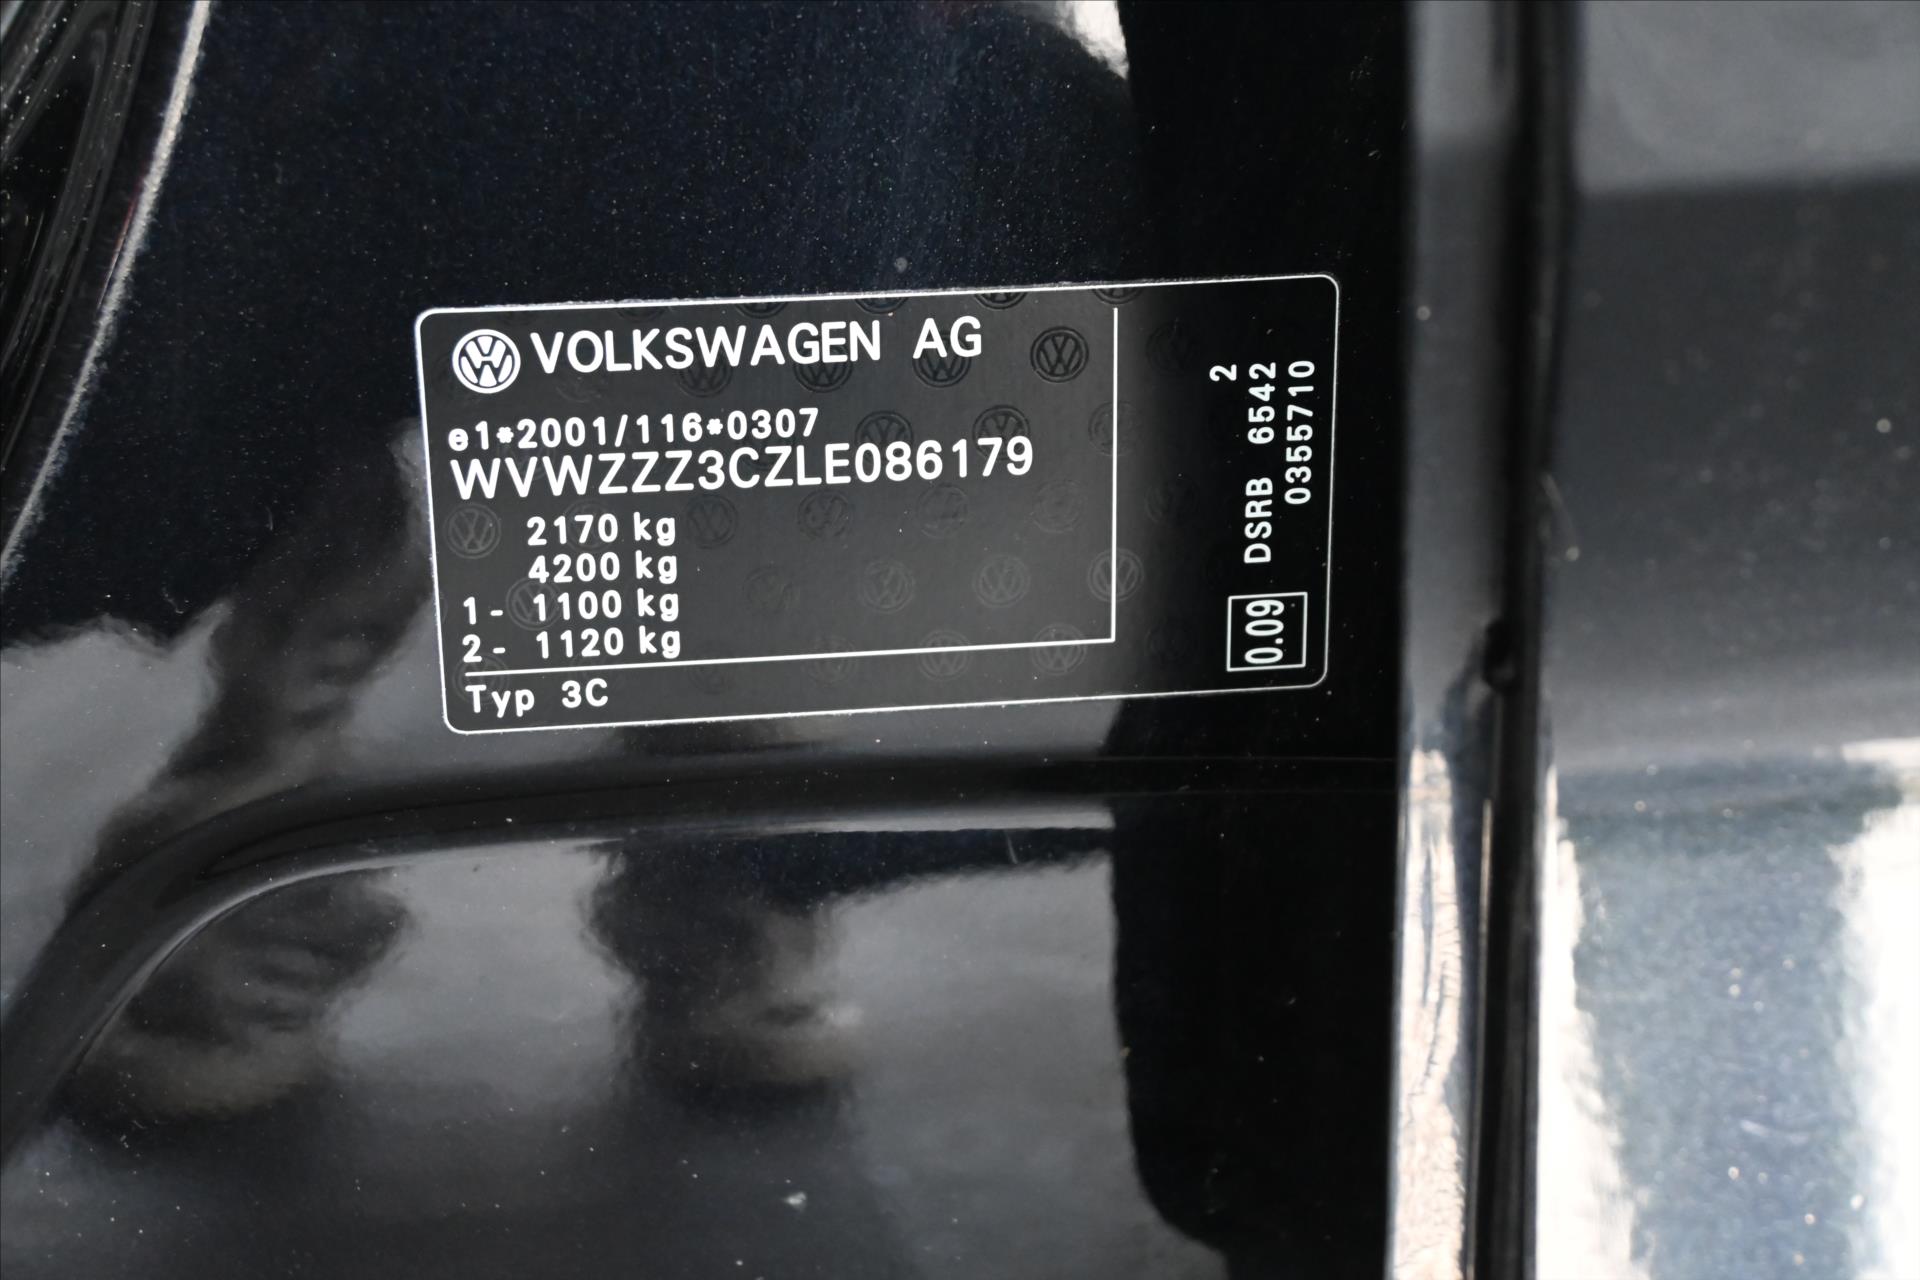 VOLKSWAGEN AG
e1*2001/116*0307
WVWZZZ3CZLE086179
2170 kg
4200 kg
1- 1100 kg
2- 1120 kg
Typ 3C
2
0.09 DSRB 6542
0355710